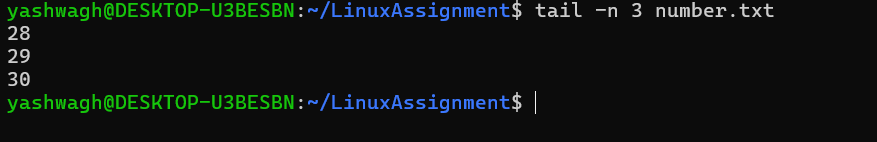 yashwagh@DESKTOP-U3BESBN:~/LinuxAssignment$ tail -n 3 number.txt
28
29
30
yashwagh@DESKTOP-U3BESBN:~/LinuxAssignment$